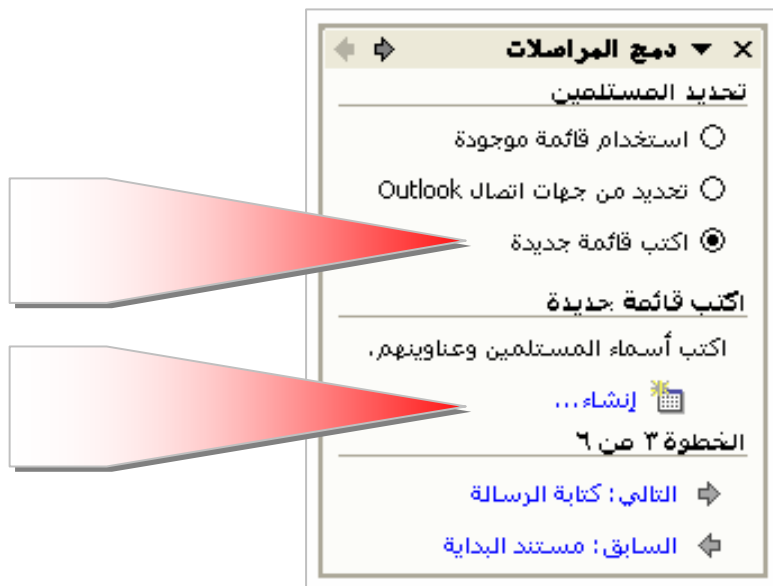 دمج المراصلات
تحديد المستلمين
استخدام قائمة موجودة
تحديد من جهات اتصال Outlook
اكتب قائمة جديدة
اكتب قائمة جديدة
اكتب أسماء المستلمين وعناوينهم.
إنشاء...
الخطوة ٣ من ٦
التالي: كتابة الرسالة
السابق: مستند البداية